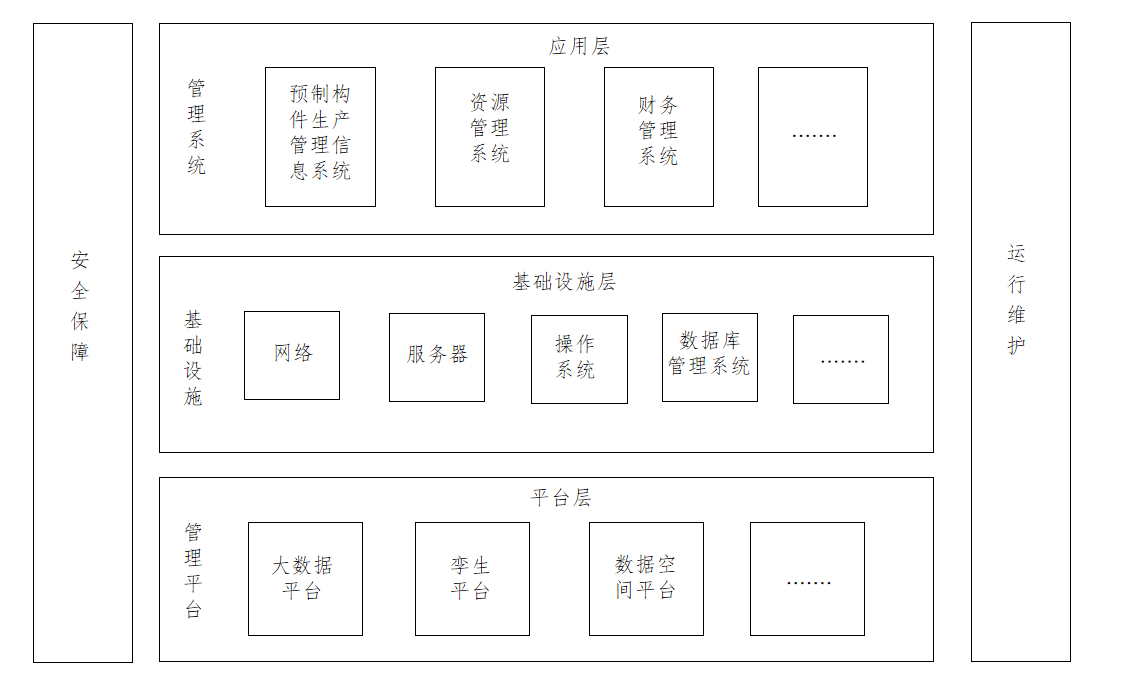 安
全
保
障
应用层
管
理
系
统
预制构
件生产
管理信
息系统
资源
管理
系统
财务
管理
系统
.......
基础设施层
基
础
设
施
网络
服务器
操作
系统
数据库
管理系统
.......
平台层
管
理
平
台
大数据
平台
孪生
平台
数据空
间平台
.......
运
行
维
护